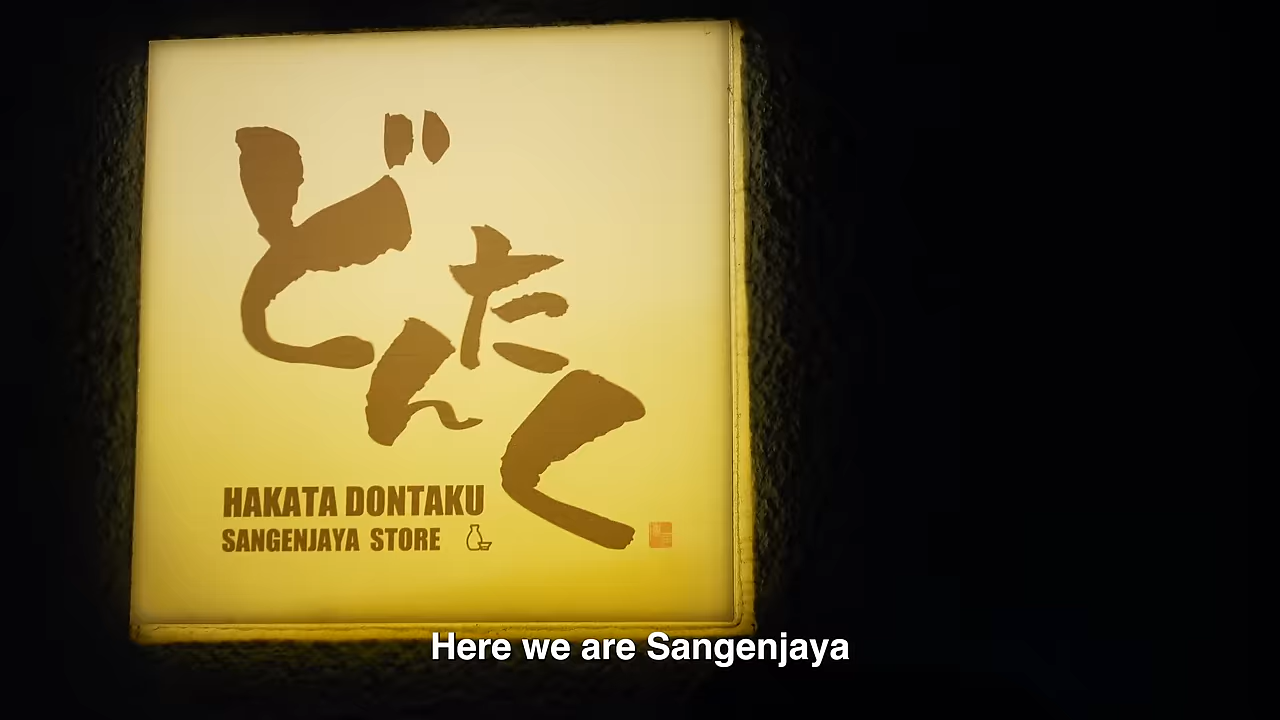 どんたく
HAKATA DONTAKU
SANGENJAYA STORE
Here we are Sangenjaya